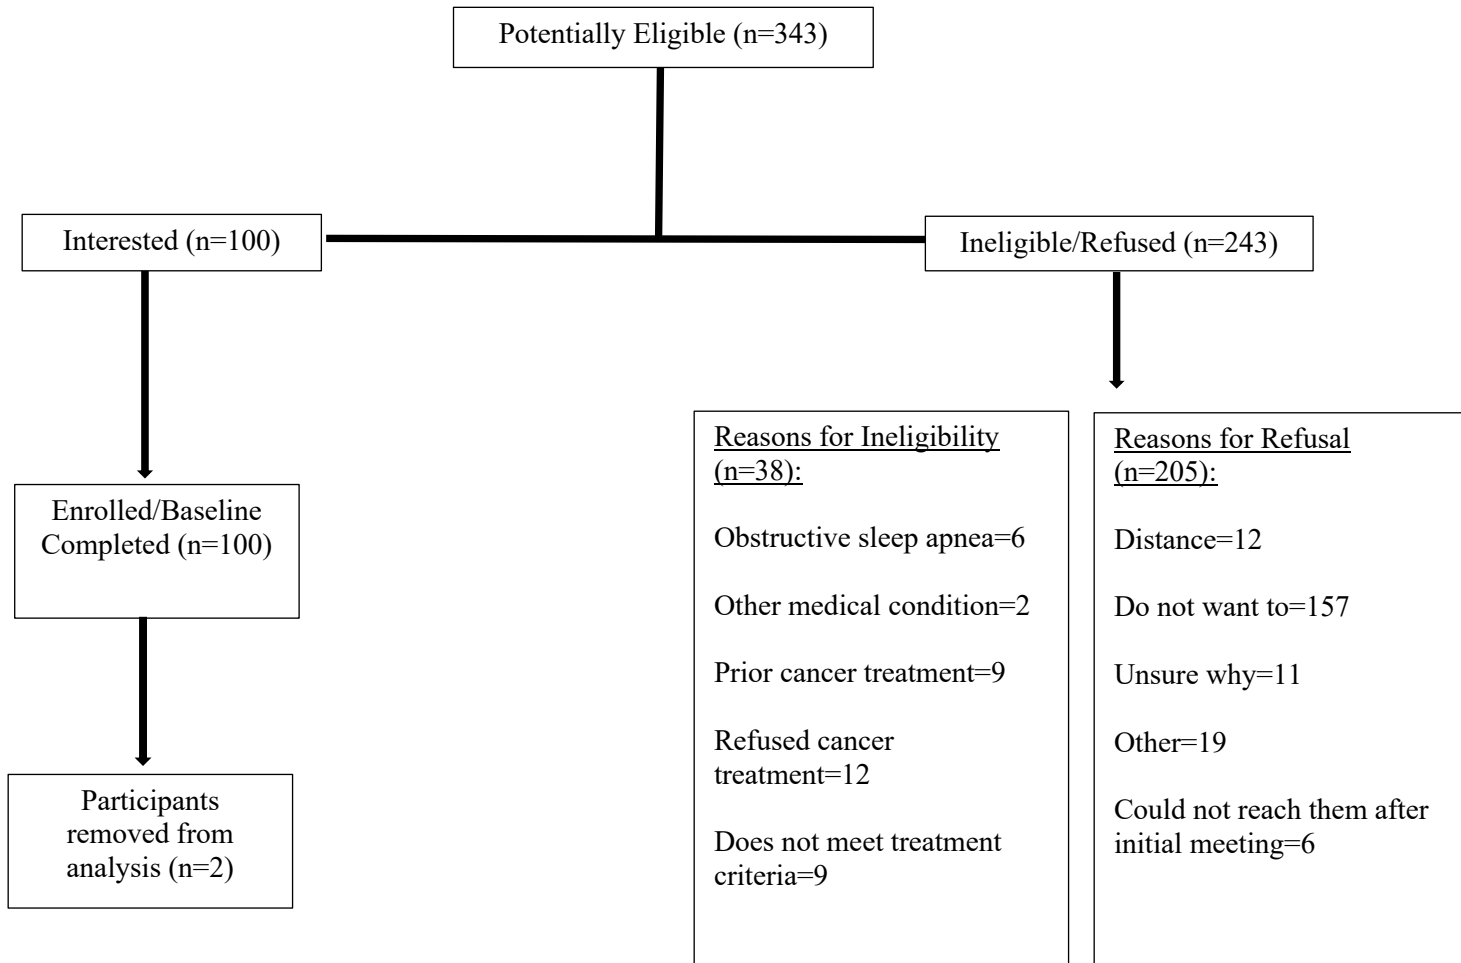 Potentially Eligible (n=343)
Interested (n=100)
Ineligible/Refused (n=243)
Enrolled/Baseline
Completed (n=100)
Participants
removed from
analysis (n=2)
Reasons for Ineligibility
(n=38):
Obstructive sleep apnea=6
Other medical condition=2
Prior cancer treatment=9
Refused cancer
treatment=12
Does not meet treatment
criteria=9
Reasons for Refusal
(n=205):
Distance=12
Do not want to=157
Unsure why=11
Other=19
Could not reach them after
initial meeting=6